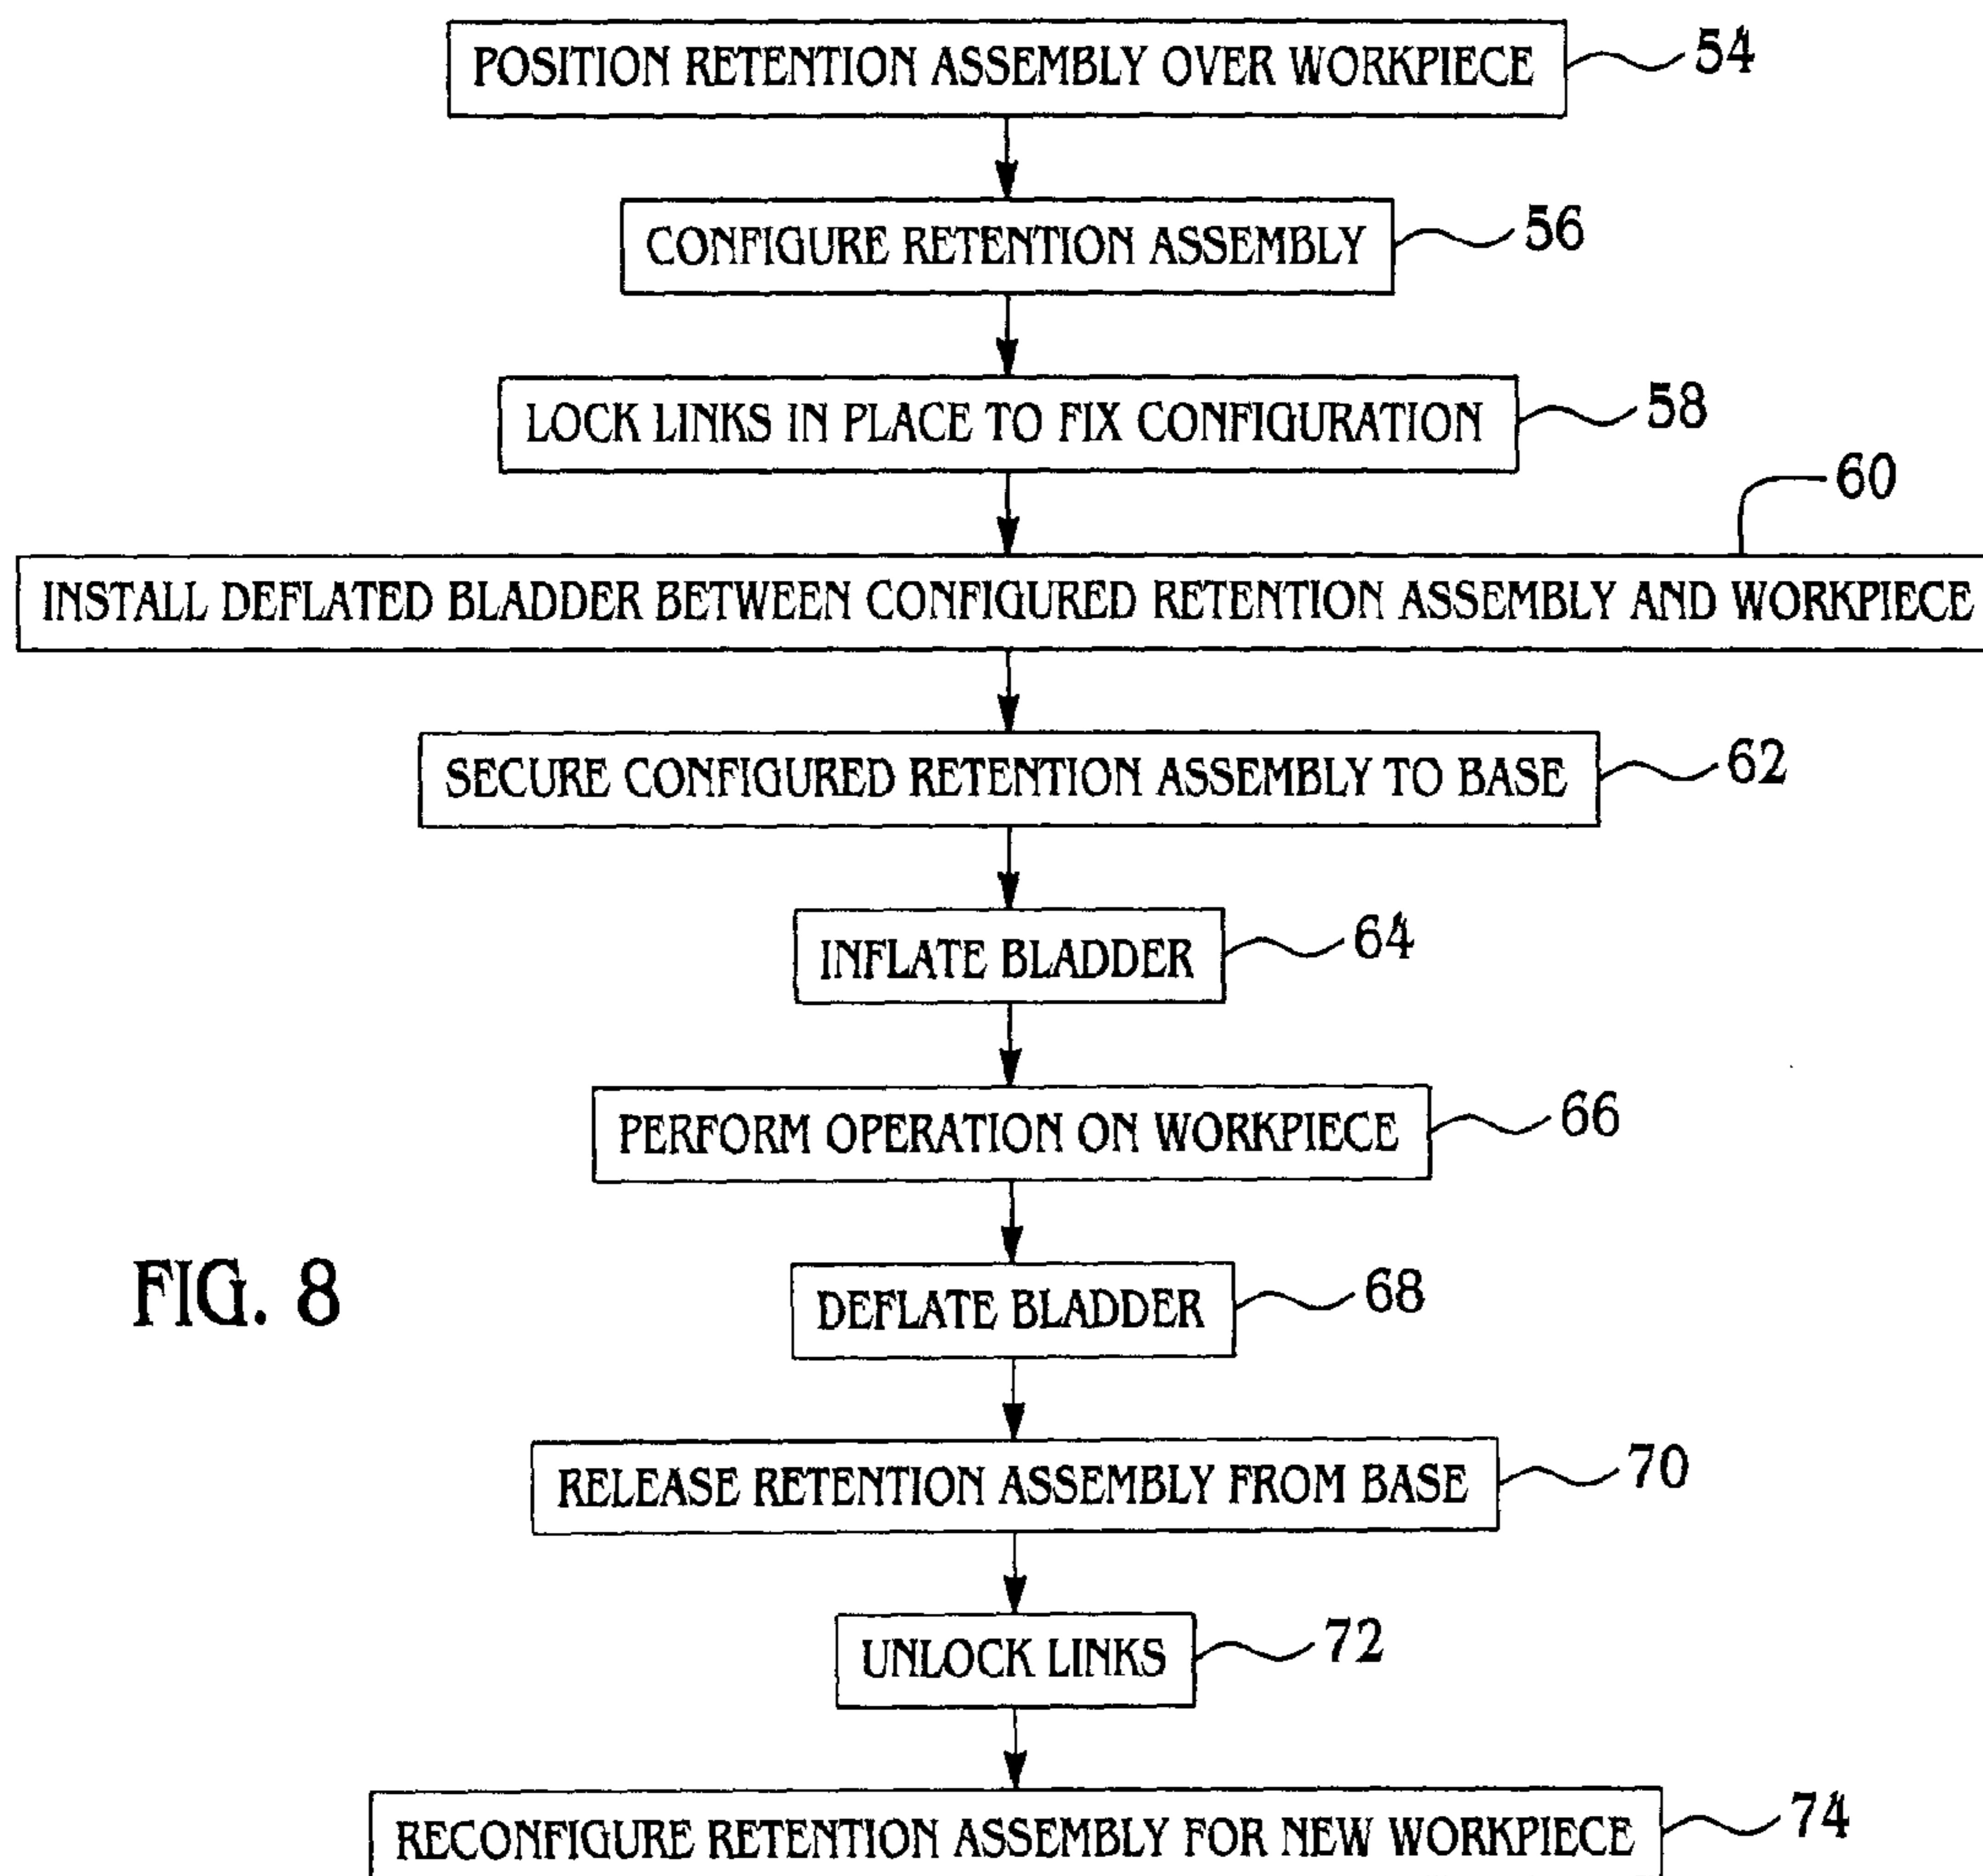 POSITION RETENTION ASSEMBLY OVER WORKPIECE 54
CONFIGURE RETENTION ASSEMBLY 56
LOCK LINKS IN PLACE TO FIX CONFIGURATION 58
60
INSTALL DEFLATED BLADDER BETWEEN CONFIGURED RETENTION ASSEMBLY AND WORKPIECE
SECURE CONFIGURED RETENTION ASSEMBLY TO BASE 62
INFLATE BLADDER 64
PERFORM OPERATION ON WORKPIECE 66
FIG. 8
DEFLATE BLADDER 68
RELEASE RETENTION ASSEMBLY FROM BASE 70
UNLOCK LINKS 72
RECONFIGURE RETENTION ASSEMBLY FOR NEW WORKPIECE 74